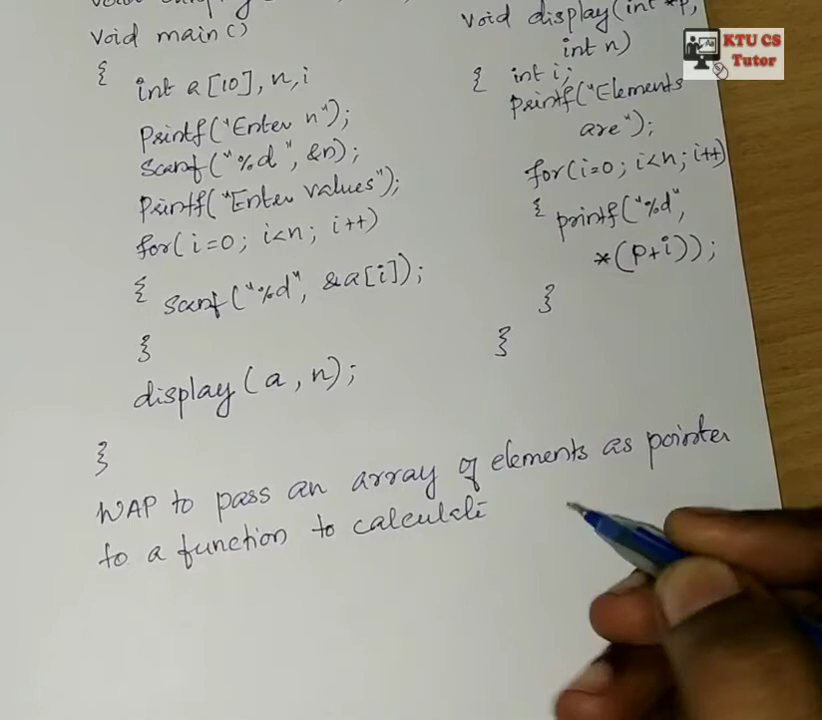 void main()
{ int a[10], n, i
printf("Enter n");
scanf("%d", &n);
printf("Enter values");
for(i=0; i<n; i++)
{ scanf("%d", &a[i]);
}
display(a, n);
}
void display(int *p,
int n)
{ int i;
printf("Elements
are");
for(i=0; i<n; i++)
{ printf("%d",
*(p+i));
}
}
WAP to pass an array of elements as pointer
to a function to calculate
KTU CS
Tutor